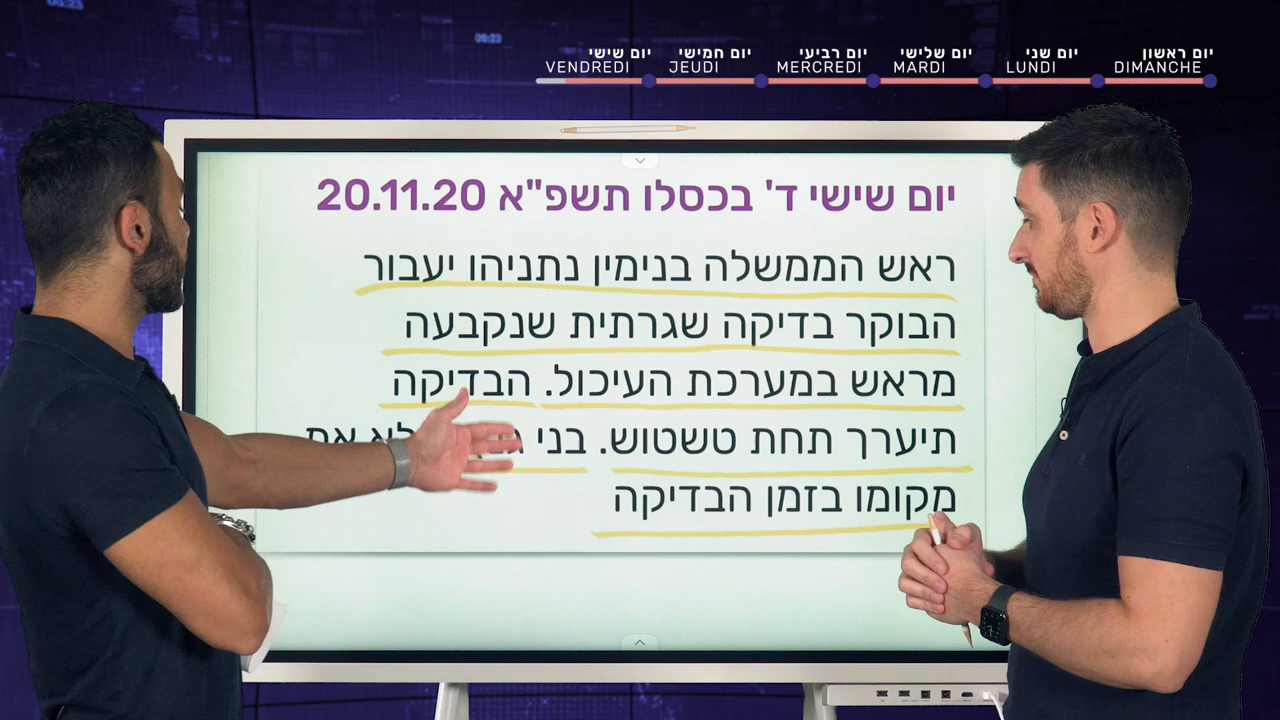 יום ראשון
DIMANCHE
יום שני
LUNDI
יום שלישי
MARDI
יום רביעי
MERCREDI
יום חמישי
JEUDI
יום שישי
VENDREDI
יום שישי ד' בכסלו תשפ"א 20.11.20
ראש הממשלה בנימין נתניהו יעבור
הבוקר בדיקה שגרתית שנקבעה
מראש במערכת העיכול. הבדיקה
תיערך תחת טשטוש. בני
מקומו בזמן הבדיקה